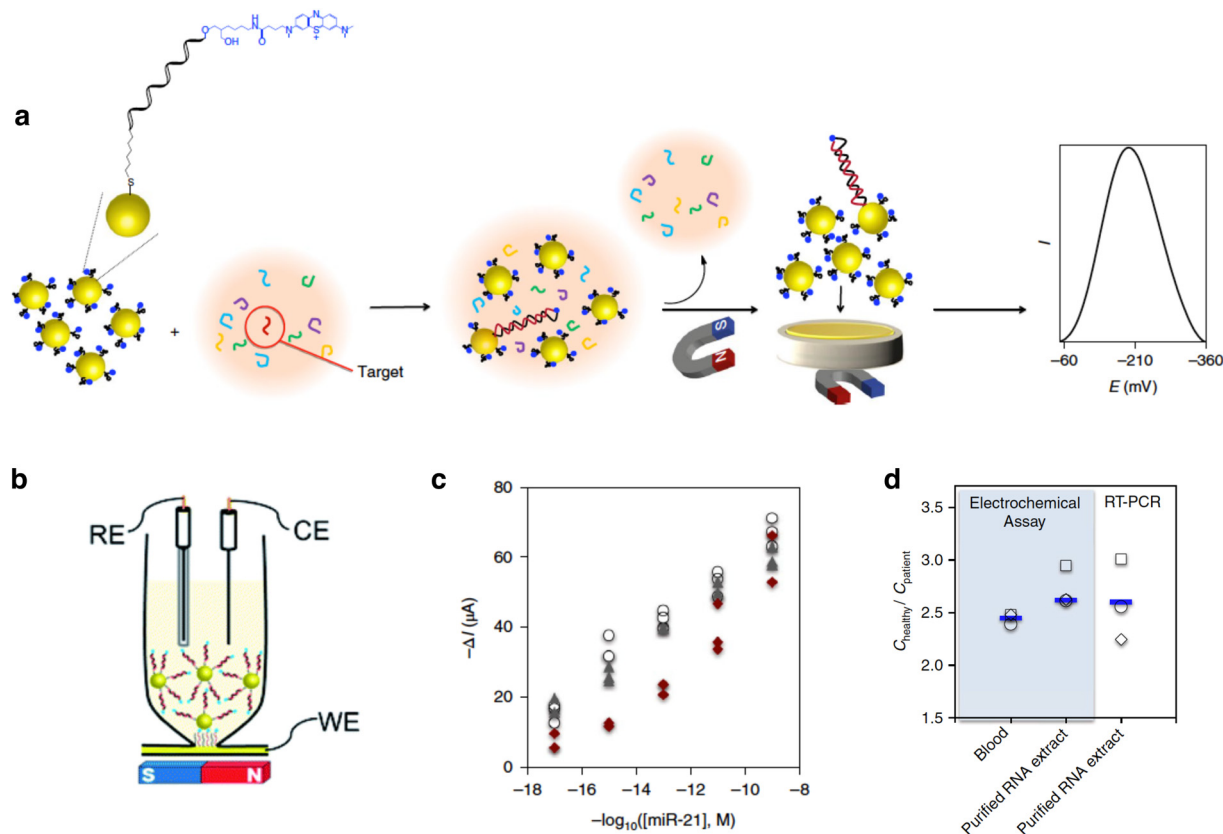 a
O
OH
H
N
O
N
N
S
+
N
S
+
Target
S
N
I
−60
−210
−360
E (mV)
b
RE
CE
WE
S
N
c
80
60
40
20
0
−ΔI (μA)
−18
−16
−14
−12
−10
−8
−log10([miR-21], M)
d
Electrochemical
Assay
RT-PCR
3.5
3.0
2.5
2.0
1.5
Chealthy/ Cpatient
Blood
Purified RNA extract
Purified RNA extract